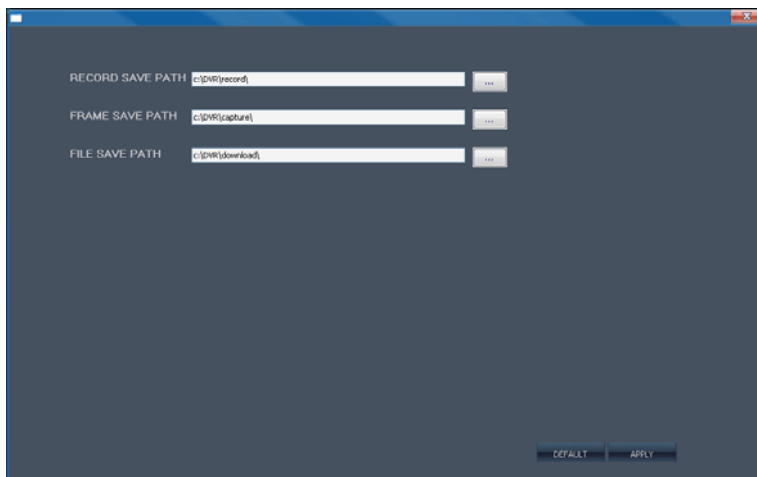 RECORD SAVE PATH c:\DVR\record\ ...
FRAME SAVE PATH c:\DVR\capture\ ...
FILE SAVE PATH c:\DVR\download\ ...
DEFAULT APPLY